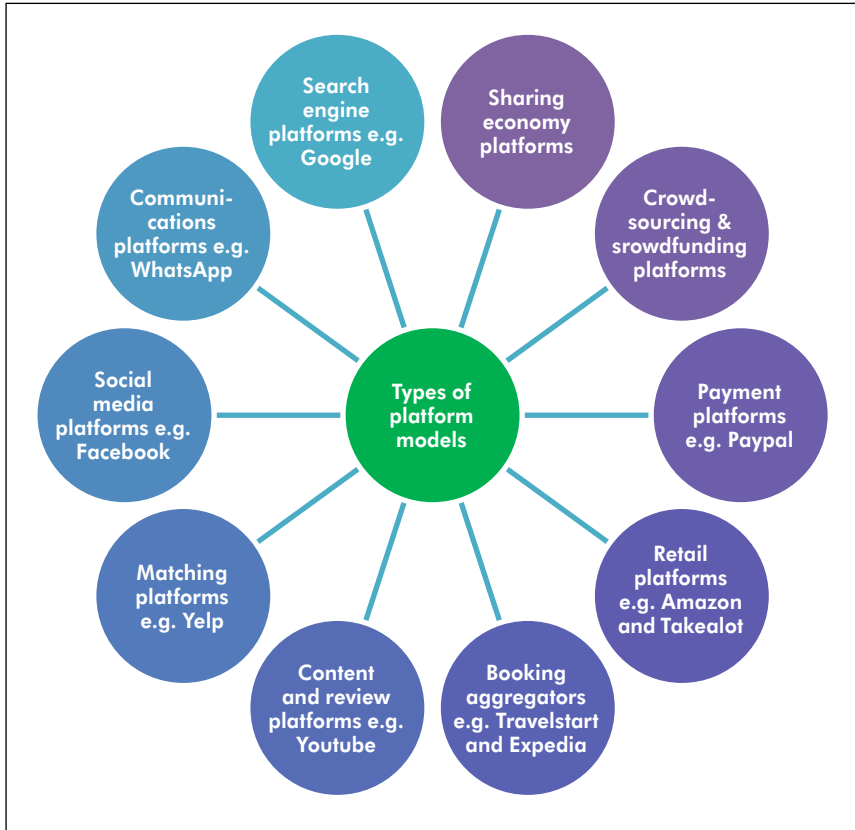 Types of
platform
models
Sharing
economy
platforms
Crowd-
sourcing &
srowdfunding
platforms
Payment
platforms
e.g. Paypal
Retail
platforms
e.g. Amazon
and Takealot
Booking
aggregators
e.g. Travelstart
and Expedia
Content
and review
platforms e.g.
Youtube
Matching
platforms
e.g. Yelp
Social
media
platforms e.g.
Facebook
Communi-
cations
platforms e.g.
WhatsApp
Search
engine
platforms e.g.
Google